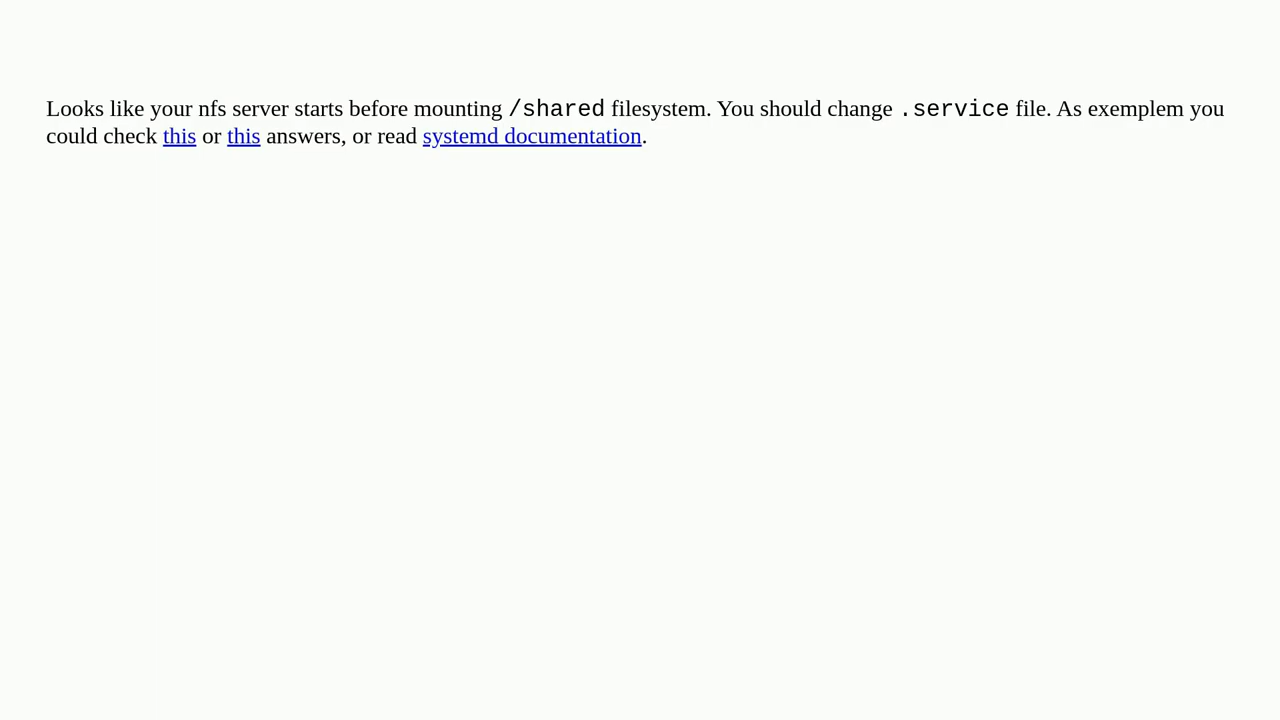 Looks like your nfs server starts before mounting /shared filesystem. You should change .service file. As exemplem you
could check this or this answers, or read systemd documentation.